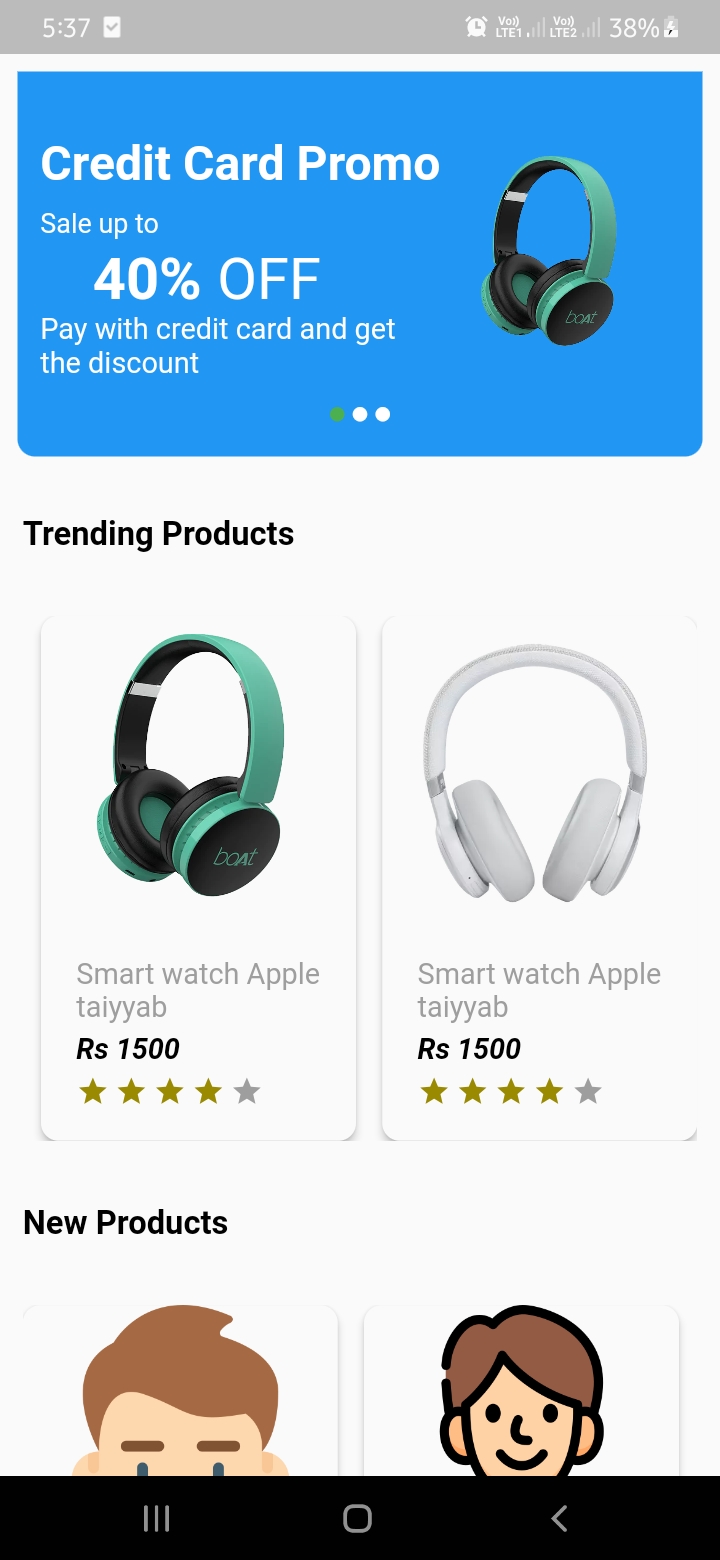 5:37
Vo)) LTE1 Vo)) LTE2 38%
Credit Card Promo
Sale up to
40% OFF
Pay with credit card and get
the discount
boAt
Trending Products
boAt
Smart watch Apple
taiyyab
Rs 1500
Smart watch Apple
taiyyab
Rs 1500
New Products